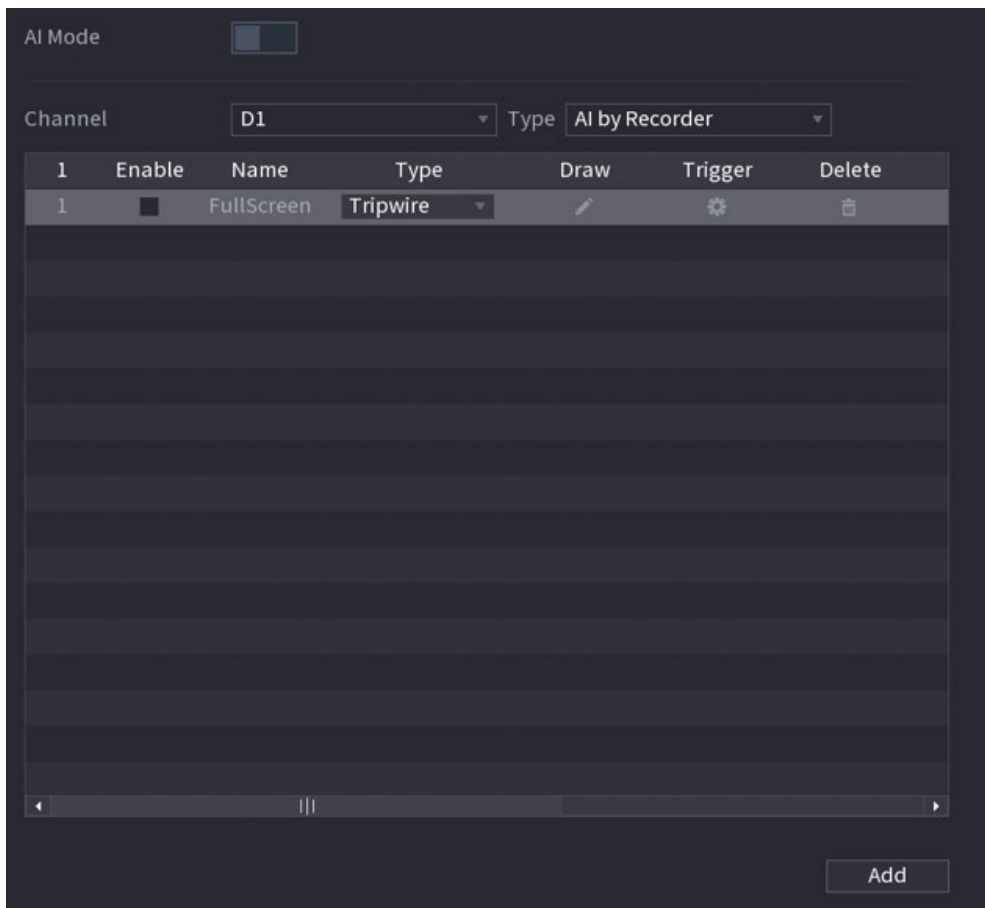 AI Mode
Channel D1 Type AI by Recorder
1 Enable Name Type Draw Trigger Delete
1 FullScreen Tripwire
Add